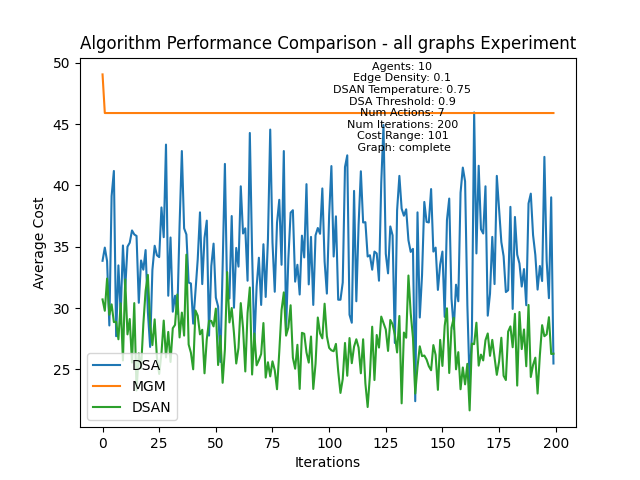 Algorithm Performance Comparison - all graphs Experiment
Agents: 10
Edge Density: 0.1
DSAN Temperature: 0.75
DSA Threshold: 0.9
Num Actions: 7
Num Iterations: 200
Cost Range: 101
Graph: complete
50
45
40
35
30
25
Average Cost
DSA
MGM
DSAN
0
25
50
75
100
125
150
175
200
Iterations